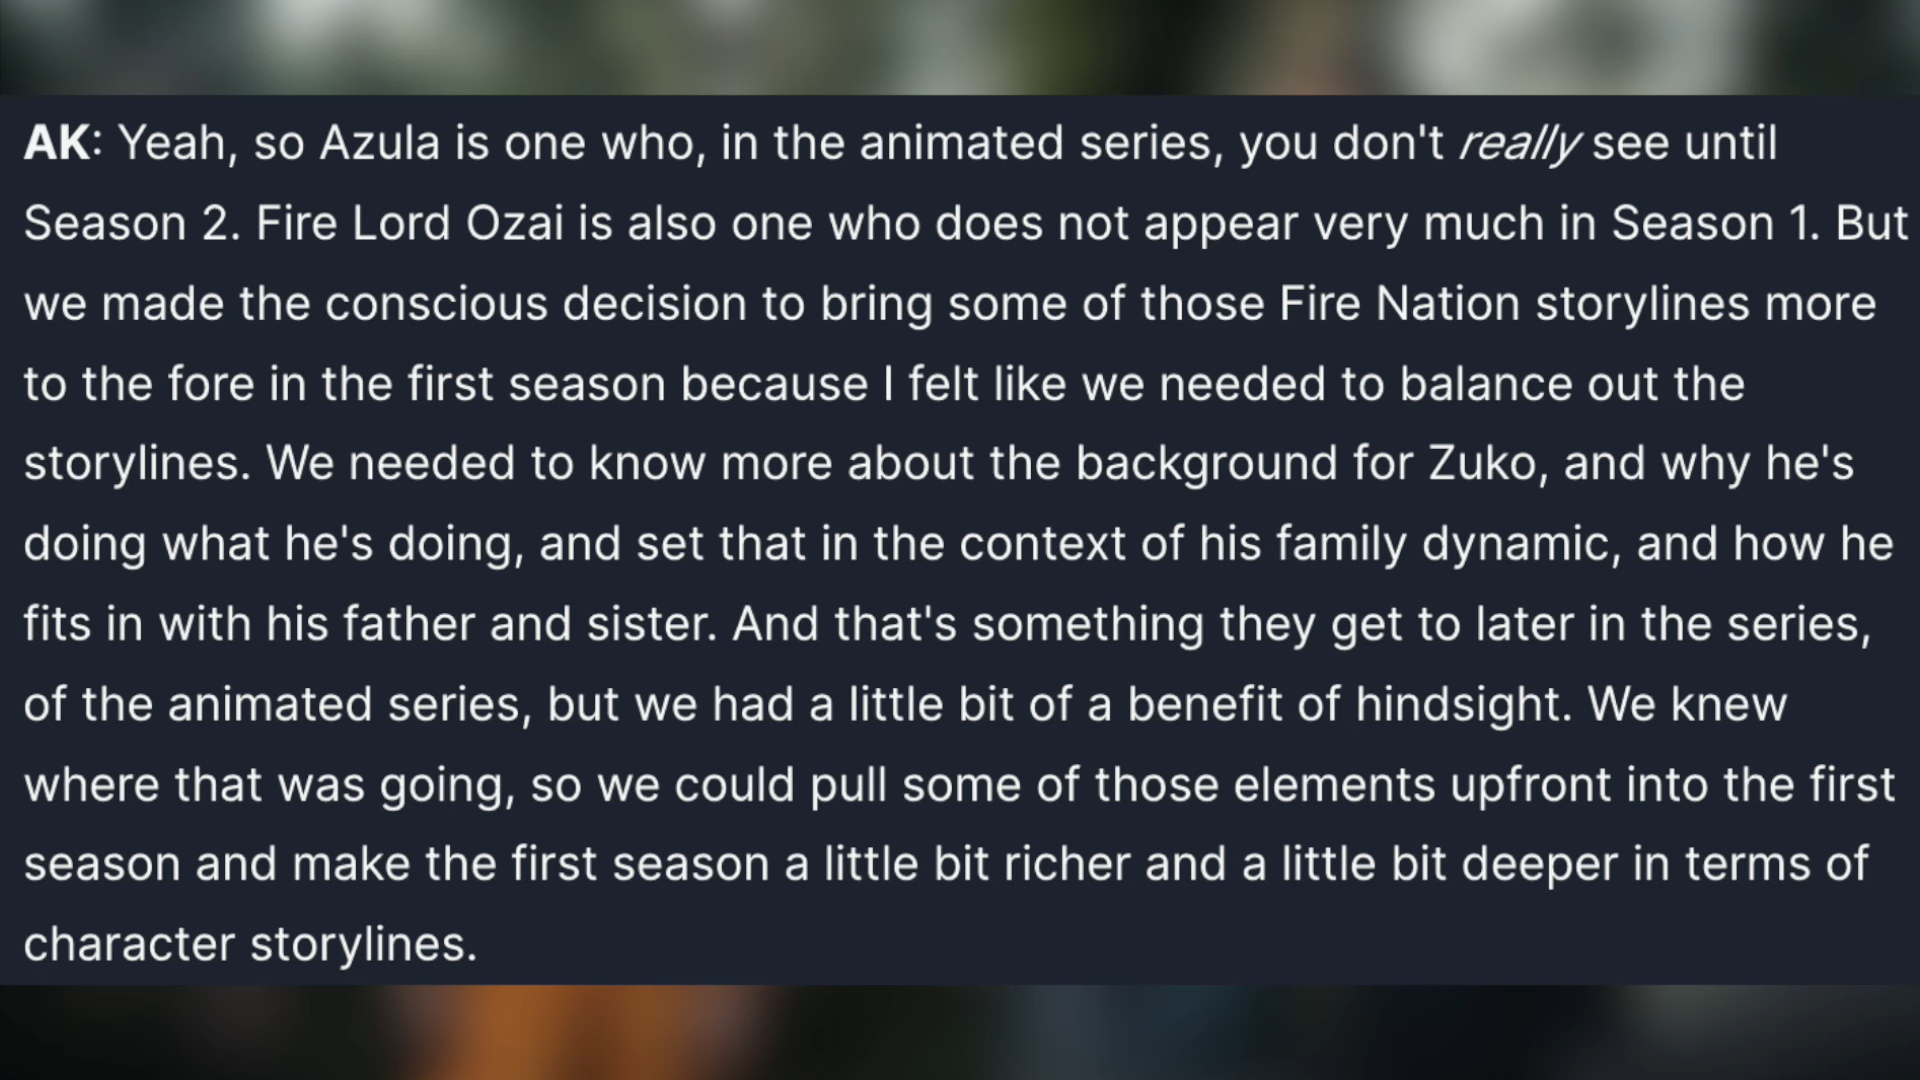 AK: Yeah, so Azula is one who, in the animated series, you don't really see until
Season 2. Fire Lord Ozai is also one who does not appear very much in Season 1. But
we made the conscious decision to bring some of those Fire Nation storylines more
to the fore in the first season because I felt like we needed to balance out the
storylines. We needed to know more about the background for Zuko, and why he's
doing what he's doing, and set that in the context of his family dynamic, and how he
fits in with his father and sister. And that's something they get to later in the series,
of the animated series, but we had a little bit of a benefit of hindsight. We knew
where that was going, so we could pull some of those elements upfront into the first
season and make the first season a little bit richer and a little bit deeper in terms of
character storylines.